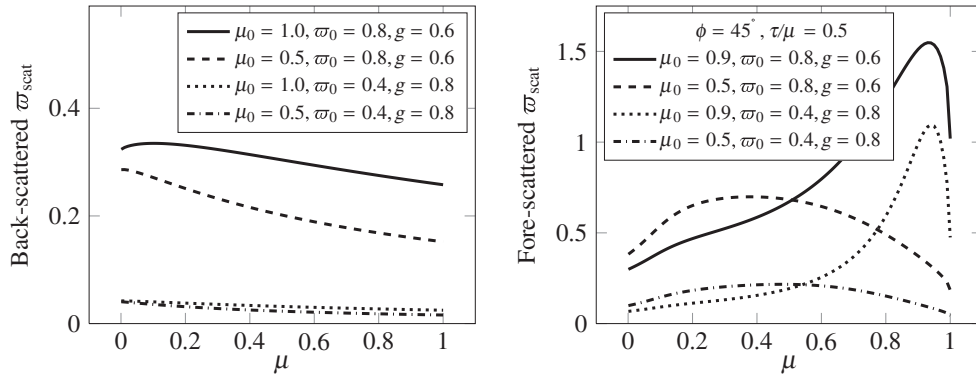 Back-scattered ϖ_scat
0.4
0.2
0
μ₀ = 1.0, ϖ₀ = 0.8, g = 0.6
μ₀ = 0.5, ϖ₀ = 0.8, g = 0.6
μ₀ = 1.0, ϖ₀ = 0.4, g = 0.8
μ₀ = 0.5, ϖ₀ = 0.4, g = 0.8
0 0.2 0.4 0.6 0.8 1
μ
Fore-scattered ϖ_scat
1.5
1
0.5
0
ϕ = 45°, τ/μ = 0.5
μ₀ = 0.9, ϖ₀ = 0.8, g = 0.6
μ₀ = 0.5, ϖ₀ = 0.8, g = 0.6
μ₀ = 0.9, ϖ₀ = 0.4, g = 0.8
μ₀ = 0.5, ϖ₀ = 0.4, g = 0.8
0 0.2 0.4 0.6 0.8 1
μ